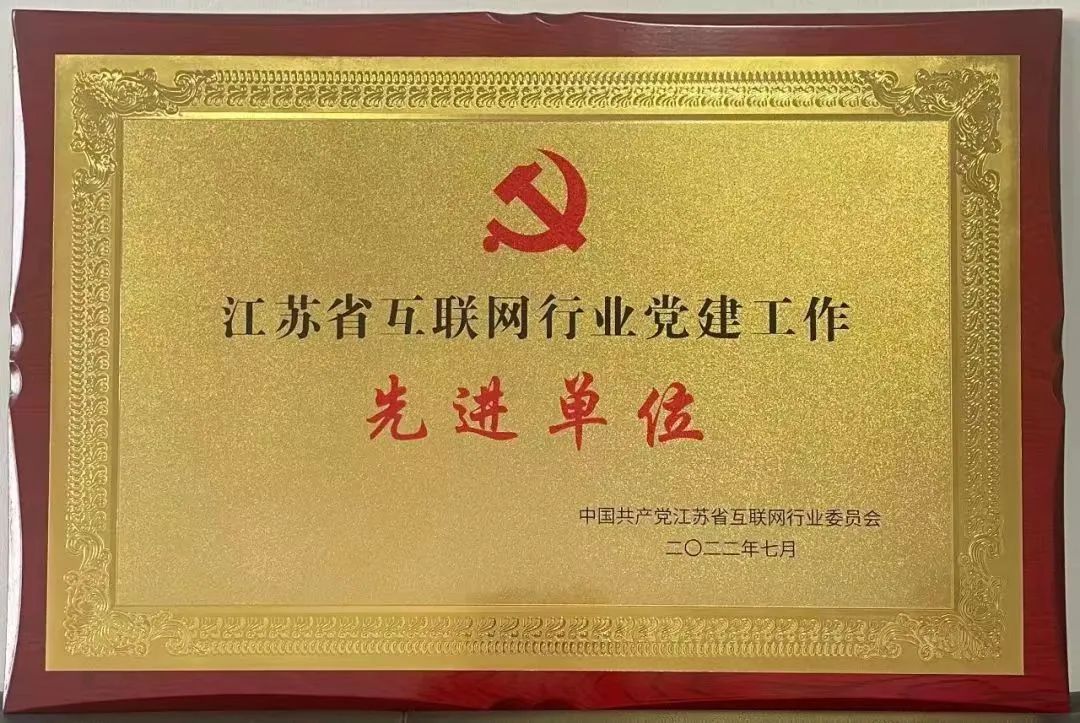 江苏省互联网行业党建工作
先进单位
中国共产党江苏省互联网行业委员会
二〇二二年七月